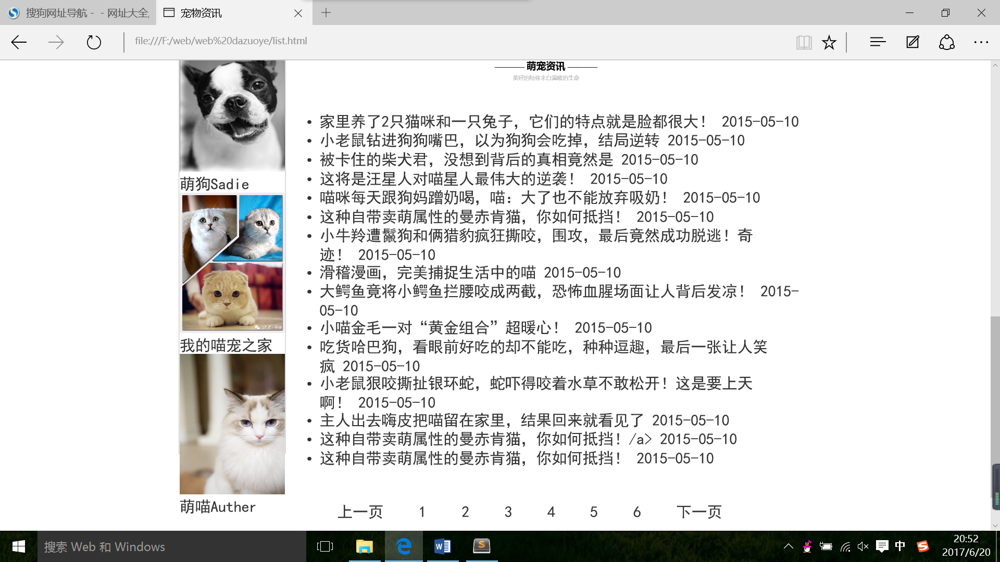 搜狗网址导航 - - 网址大全
宠物资讯
file:///F:/web/web%20dazuoye/list.html
萌宠资讯
美好的陪伴来自温暖的生命
萌狗Sadie
我的喵宠之家
萌喵Auther
• 家里养了2只猫咪和一只兔子，它们的特点就是脸都很大！ 2015-05-10
• 小老鼠钻进狗狗嘴巴，以为狗狗会吃掉，结局逆转 2015-05-10
• 被卡住的柴犬君，没想到背后的真相竟然是 2015-05-10
• 这将是汪星人对喵星人最伟大的逆袭！ 2015-05-10
• 喵咪每天跟狗妈蹭奶喝，喵：大了也不能放弃吸奶！ 2015-05-10
• 这种自带卖萌属性的曼赤肯猫，你如何抵挡！ 2015-05-10
• 小牛羚遭鬣狗和俩猎豹疯狂撕咬，围攻，最后竟然成功脱逃！奇
迹！ 2015-05-10
• 滑稽漫画，完美捕捉生活中的喵 2015-05-10
• 大鳄鱼竟将小鳄鱼拦腰咬成两截，恐怖血腥场面让人背后发凉！ 2015-
05-10
• 小喵金毛一对“黄金组合”超暖心！ 2015-05-10
• 吃货哈巴狗，看眼前好吃的却不能吃，种种逗趣，最后一张让人笑
疯 2015-05-10
• 小老鼠狠咬撕扯银环蛇，蛇吓得咬着水草不敢松开！这是要上天
啊！ 2015-05-10
• 主人出去嗨皮把喵留在家里，结果回来就看见了 2015-05-10
• 这种自带卖萌属性的曼赤肯猫，你如何抵挡！/a> 2015-05-10
• 这种自带卖萌属性的曼赤肯猫，你如何抵挡！ 2015-05-10
上一页 1 2 3 4 5 6 下一页
搜索 Web 和 Windows
中
20:52
2017/6/20